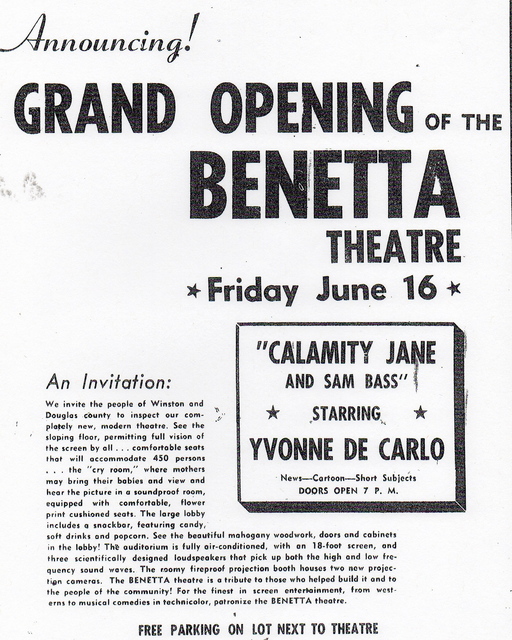 Announcing!
GRAND OPENING OF THE
BENETTA
THEATRE
★ Friday June 16 ★
"CALAMITY JANE
AND SAM BASS"
★ STARRING ★
YVONNE DE CARLO
News—Cartoon—Short Subjects
DOORS OPEN 7 P. M.
An Invitation:
We invite the people of Winston and
Douglas county to inspect our com-
pletely new, modern theatre. See the
sloping floor, permitting full vision of
the screen by all . . . comfortable seats
that will accommodate 450 persons
. . . the "cry room," where mothers
may bring their babies and view and
hear the picture in a soundproof room,
equipped with comfortable, flower
print cushioned seats. The large lobby
includes a snackbar, featuring candy,
soft drinks and popcorn. See the beautiful mahogany woodwork, doors and cabinets
in the lobby! The auditorium is fully air-conditioned, with an 18-foot screen, and
three scientifically designed loudspeakers that pick up both the high and low fre-
quency sound waves. The roomy fireproof projection booth houses two new projec-
tion cameras. The BENETTA theatre is a tribute to those who helped build it and to
the people of the community! For the finest in screen entertainment, from west-
erns to musical comedies in technicolor, patronize the BENETTA theatre.
FREE PARKING ON LOT NEXT TO THEATRE